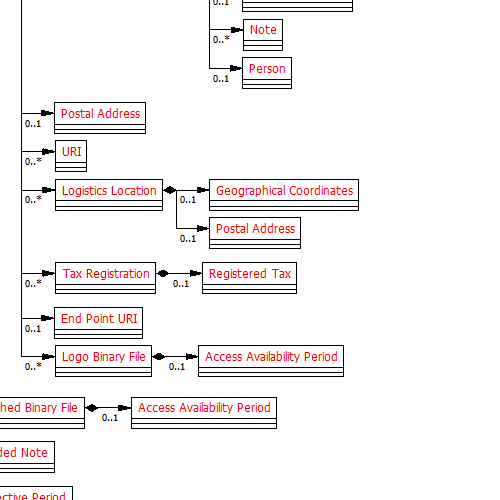 0..1
Note
0..*
Person
0..1
Postal Address
0..1
URI
0..*
Logistics Location
0..*
Geographical Coordinates
0..1
Postal Address
0..1
Tax Registration
0..*
Registered Tax
0..1
End Point URI
0..1
Logo Binary File
0..*
Access Availability Period
0..1
hed Binary File
Access Availability Period
0..1
ded Note
ective Period